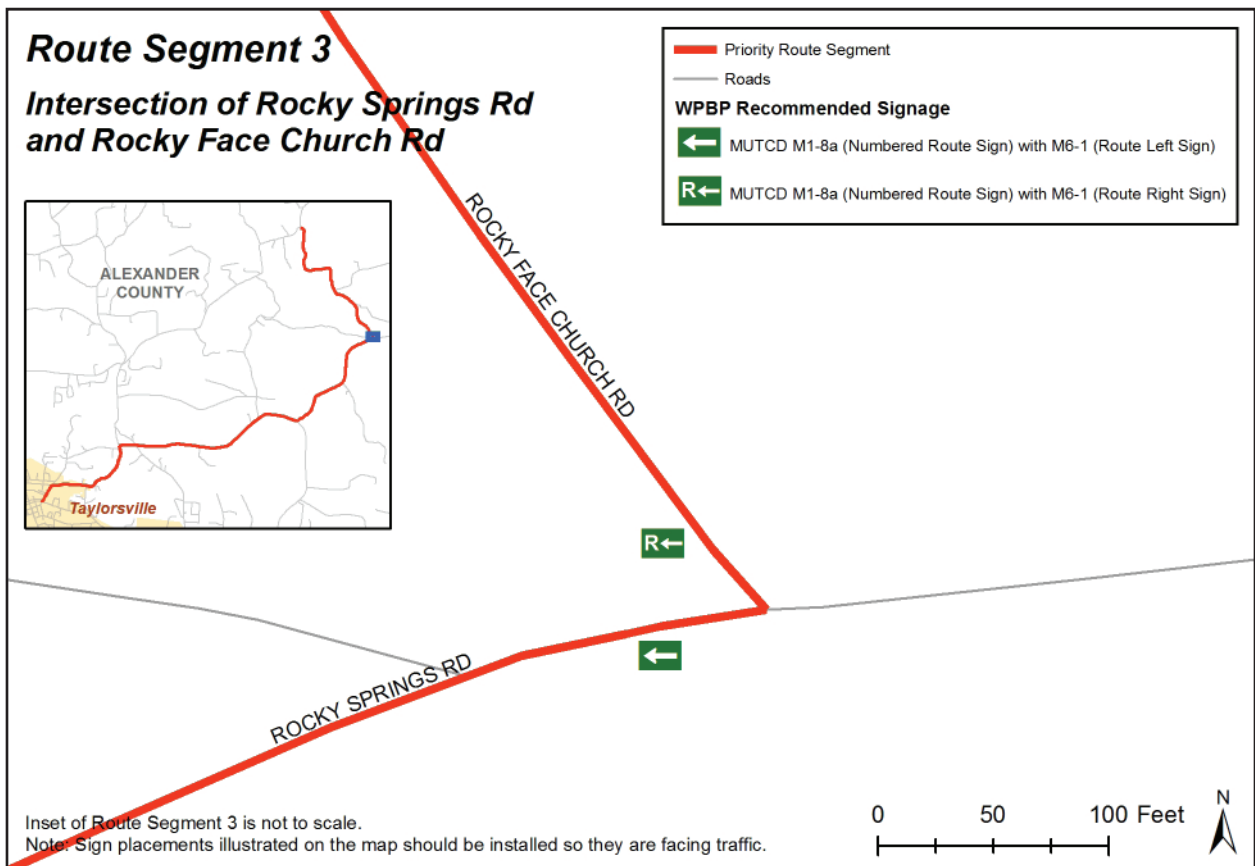 Route Segment 3
Intersection of Rocky Springs Rd
and Rocky Face Church Rd
Priority Route Segment
Roads
WPBP Recommended Signage
MUTCD M1-8a (Numbered Route Sign) with M6-1 (Route Left Sign)
R← MUTCD M1-8a (Numbered Route Sign) with M6-1 (Route Right Sign)
ALEXANDER
COUNTY
Taylorsville
ROCKY FACE CHURCH RD
R←
ROCKY SPRINGS RD
Inset of Route Segment 3 is not to scale.
Note: Sign placements illustrated on the map should be installed so they are facing traffic.
0 50 100 Feet
N